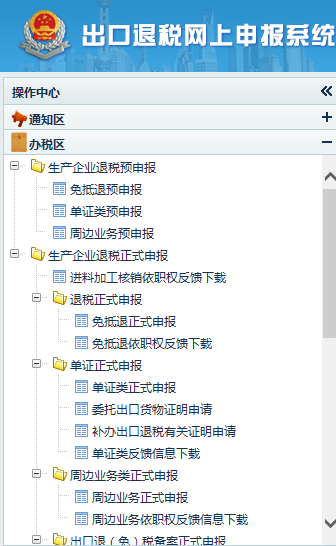 出口退税网上申报系统
操作中心
通知区
办税区
生产企业退税预申报
免抵退预申报
单证类预申报
周边业务预申报
生产企业退税正式申报
进料加工核销依职权反馈下载
退税正式申报
免抵退正式申报
免抵退依职权反馈下载
单证正式申报
单证类正式申报
委托出口货物证明申请
补办出口退税有关证明申请
单证类反馈信息下载
周边业务类正式申报
周边业务正式申报
周边业务依职权反馈信息下载
出口退（免）税备案正式申报